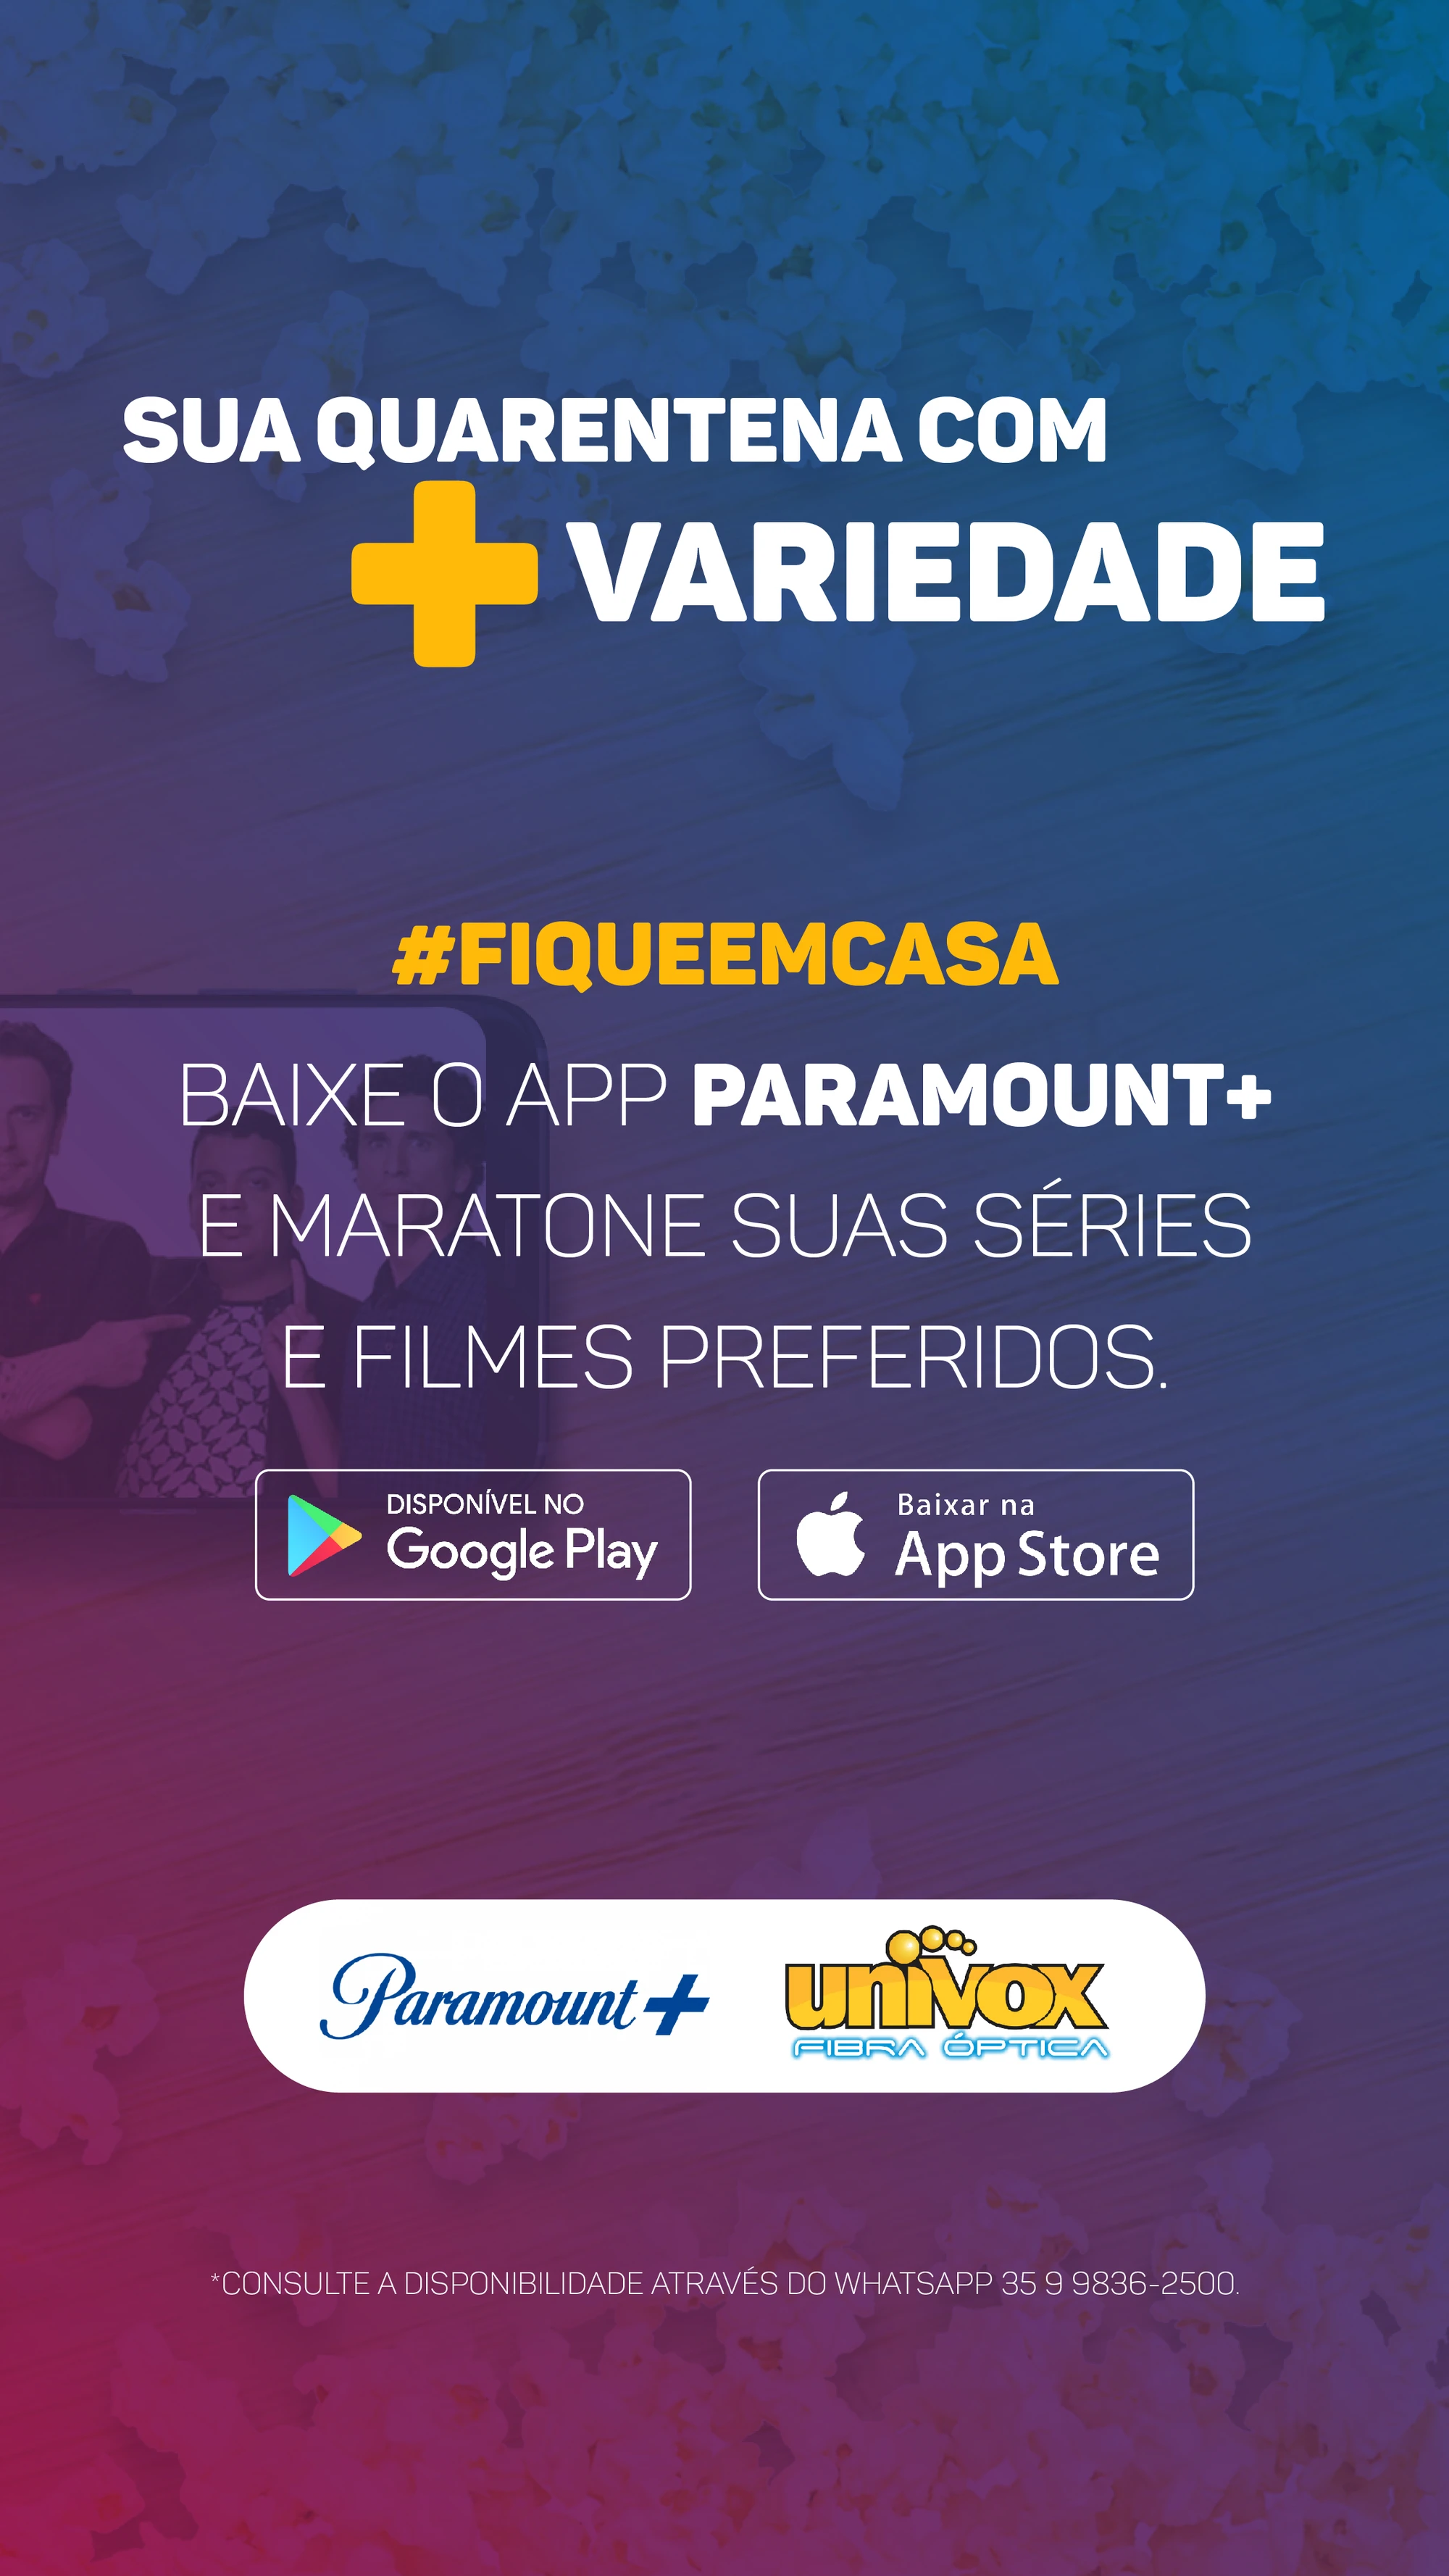 SUA QUARENTENA COM
+ VARIEDADE
#FIQUEEMCASA
BAIXE O APP PARAMOUNT+
E MARATONE SUAS SÉRIES
E FILMES PREFERIDOS.
DISPONÍVEL NO
Google Play
Baixar na
App Store
Paramount+
univox
FIBRA ÓPTICA
*CONSULTE A DISPONIBILIDADE ATRAVÉS DO WHATSAPP 35 9 9836-2500.